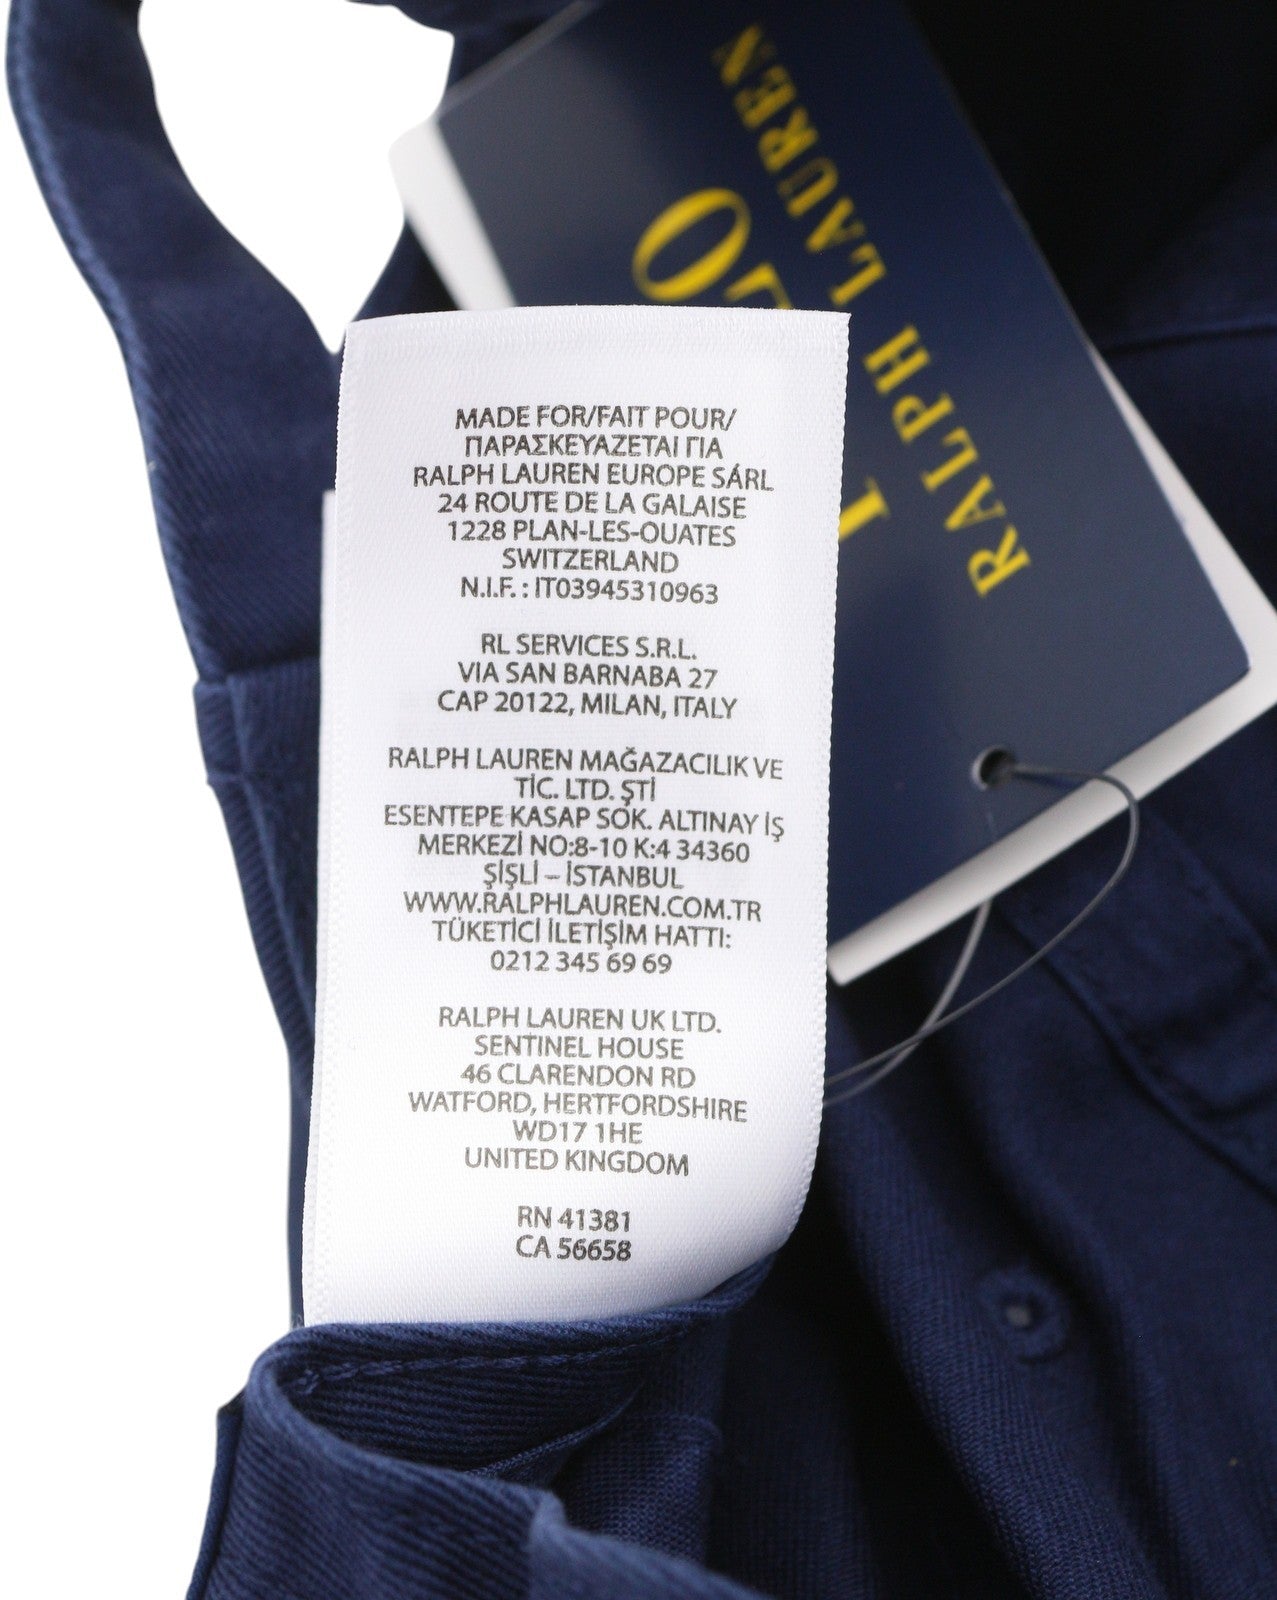 MADE FOR/FAIT POUR/
ΠΑΡΑΣΚΕΥΑΖΕΤΑΙ ΓΙΑ
RALPH LAUREN EUROPE SÁRL
24 ROUTE DE LA GALAISE
1228 PLAN-LES-OUATES
SWITZERLAND
N.I.F. : IT03945310963
RL SERVICES S.R.L.
VIA SAN BARNABA 27
CAP 20122, MILAN, ITALY
RALPH LAUREN MAĞAZACILIK VE
TİC. LTD. ŞTİ
ESENTEPE KASAP SOK. ALTINAY İŞ
MERKEZİ NO:8-10 K:4 34360
ŞİŞLİ – İSTANBUL
WWW.RALPHLAUREN.COM.TR
TÜKETİCİ İLETİŞİM HATTI:
0212 345 69 69
RALPH LAUREN UK LTD.
SENTINEL HOUSE
46 CLARENDON RD
WATFORD, HERTFORDSHIRE
WD17 1HE
UNITED KINGDOM
RN 41381
CA 56658
RALPH LAUREN